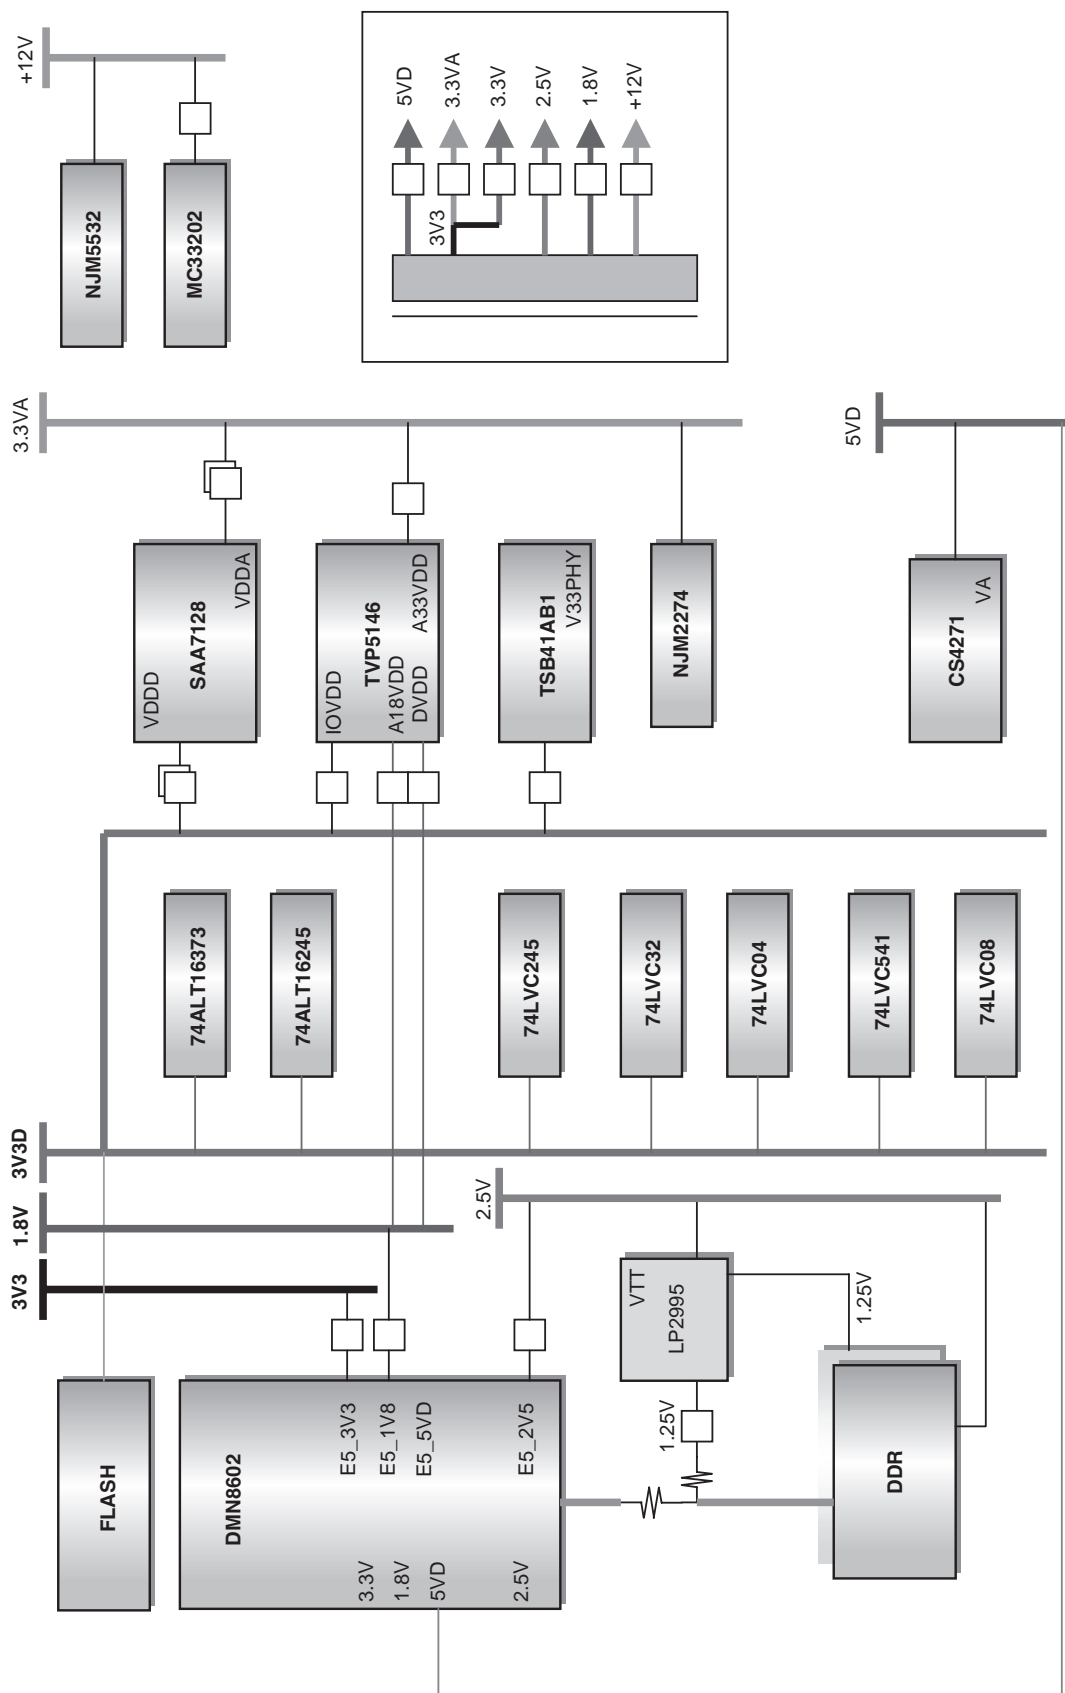 FLASH
DMN8602
3.3V
1.8V
5VD
2.5V
E5_3V3
E5_1V8
E5_5VD
E5_2V5
1.25V
VTT
LP2995
1.25V
DDR
3V3
1.8V
3V3D
2.5V
74ALT16373
74ALT16245
74LVC245
74LVC32
74LVC04
74LVC541
74LVC08
VDDD
SAA7128
VDDA
IOVDD
TVP5146
A18VDD
DVDD
A33VDD
TSB41AB1
V33PHY
NJM2274
CS4271
VA
3.3VA
5VD
NJM5532
MC33202
+12V
3V3
5VD
3.3VA
3.3V
2.5V
1.8V
+12V